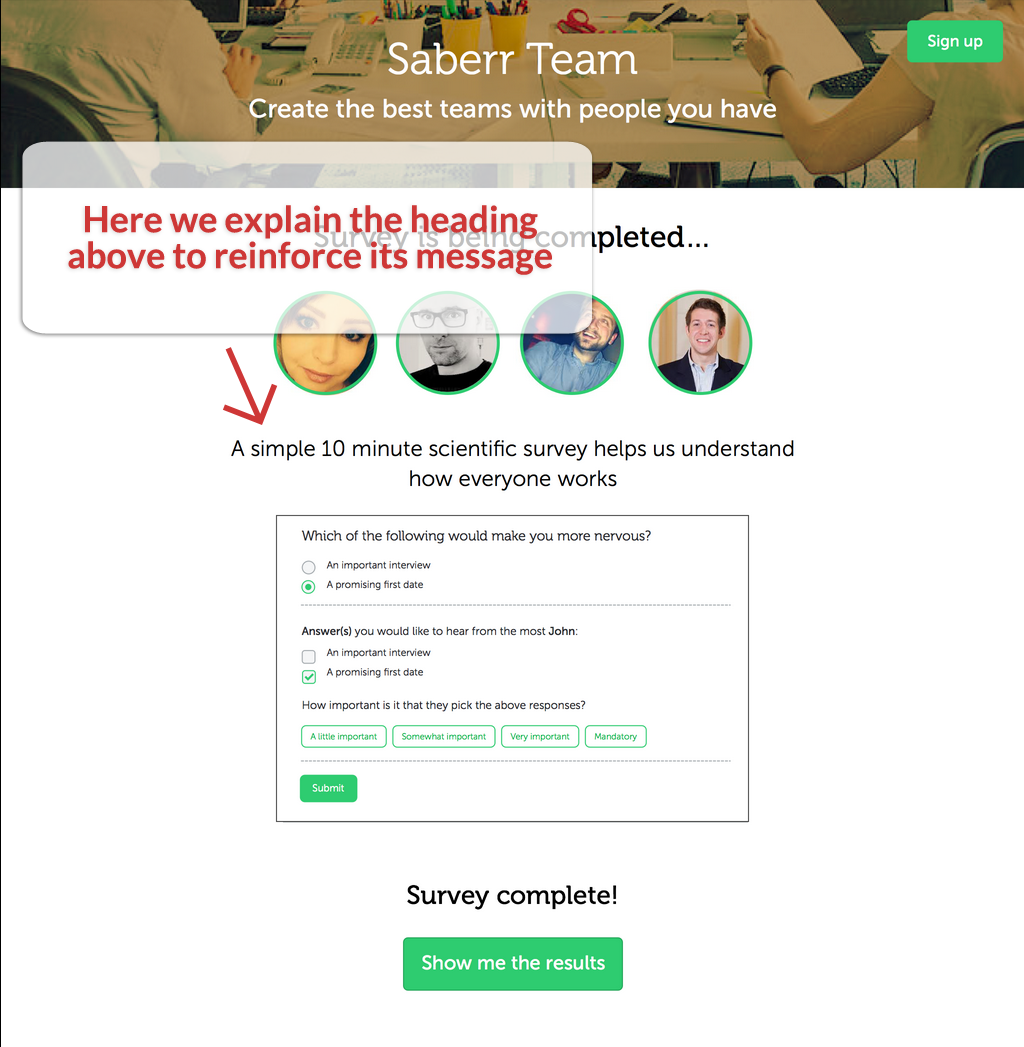 Sign up
Saberr Team
Create the best teams with people you have
Here we explain the heading
above to reinforce its message
Survey is being completed...
A simple 10 minute scientific survey helps us understand
how everyone works
Which of the following would make you more nervous?
An important interview
A promising first date
Answer(s) you would like to hear from the most John:
An important interview
A promising first date
How important is it that they pick the above responses?
A little important
Somewhat important
Very important
Mandatory
Submit
Survey complete!
Show me the results